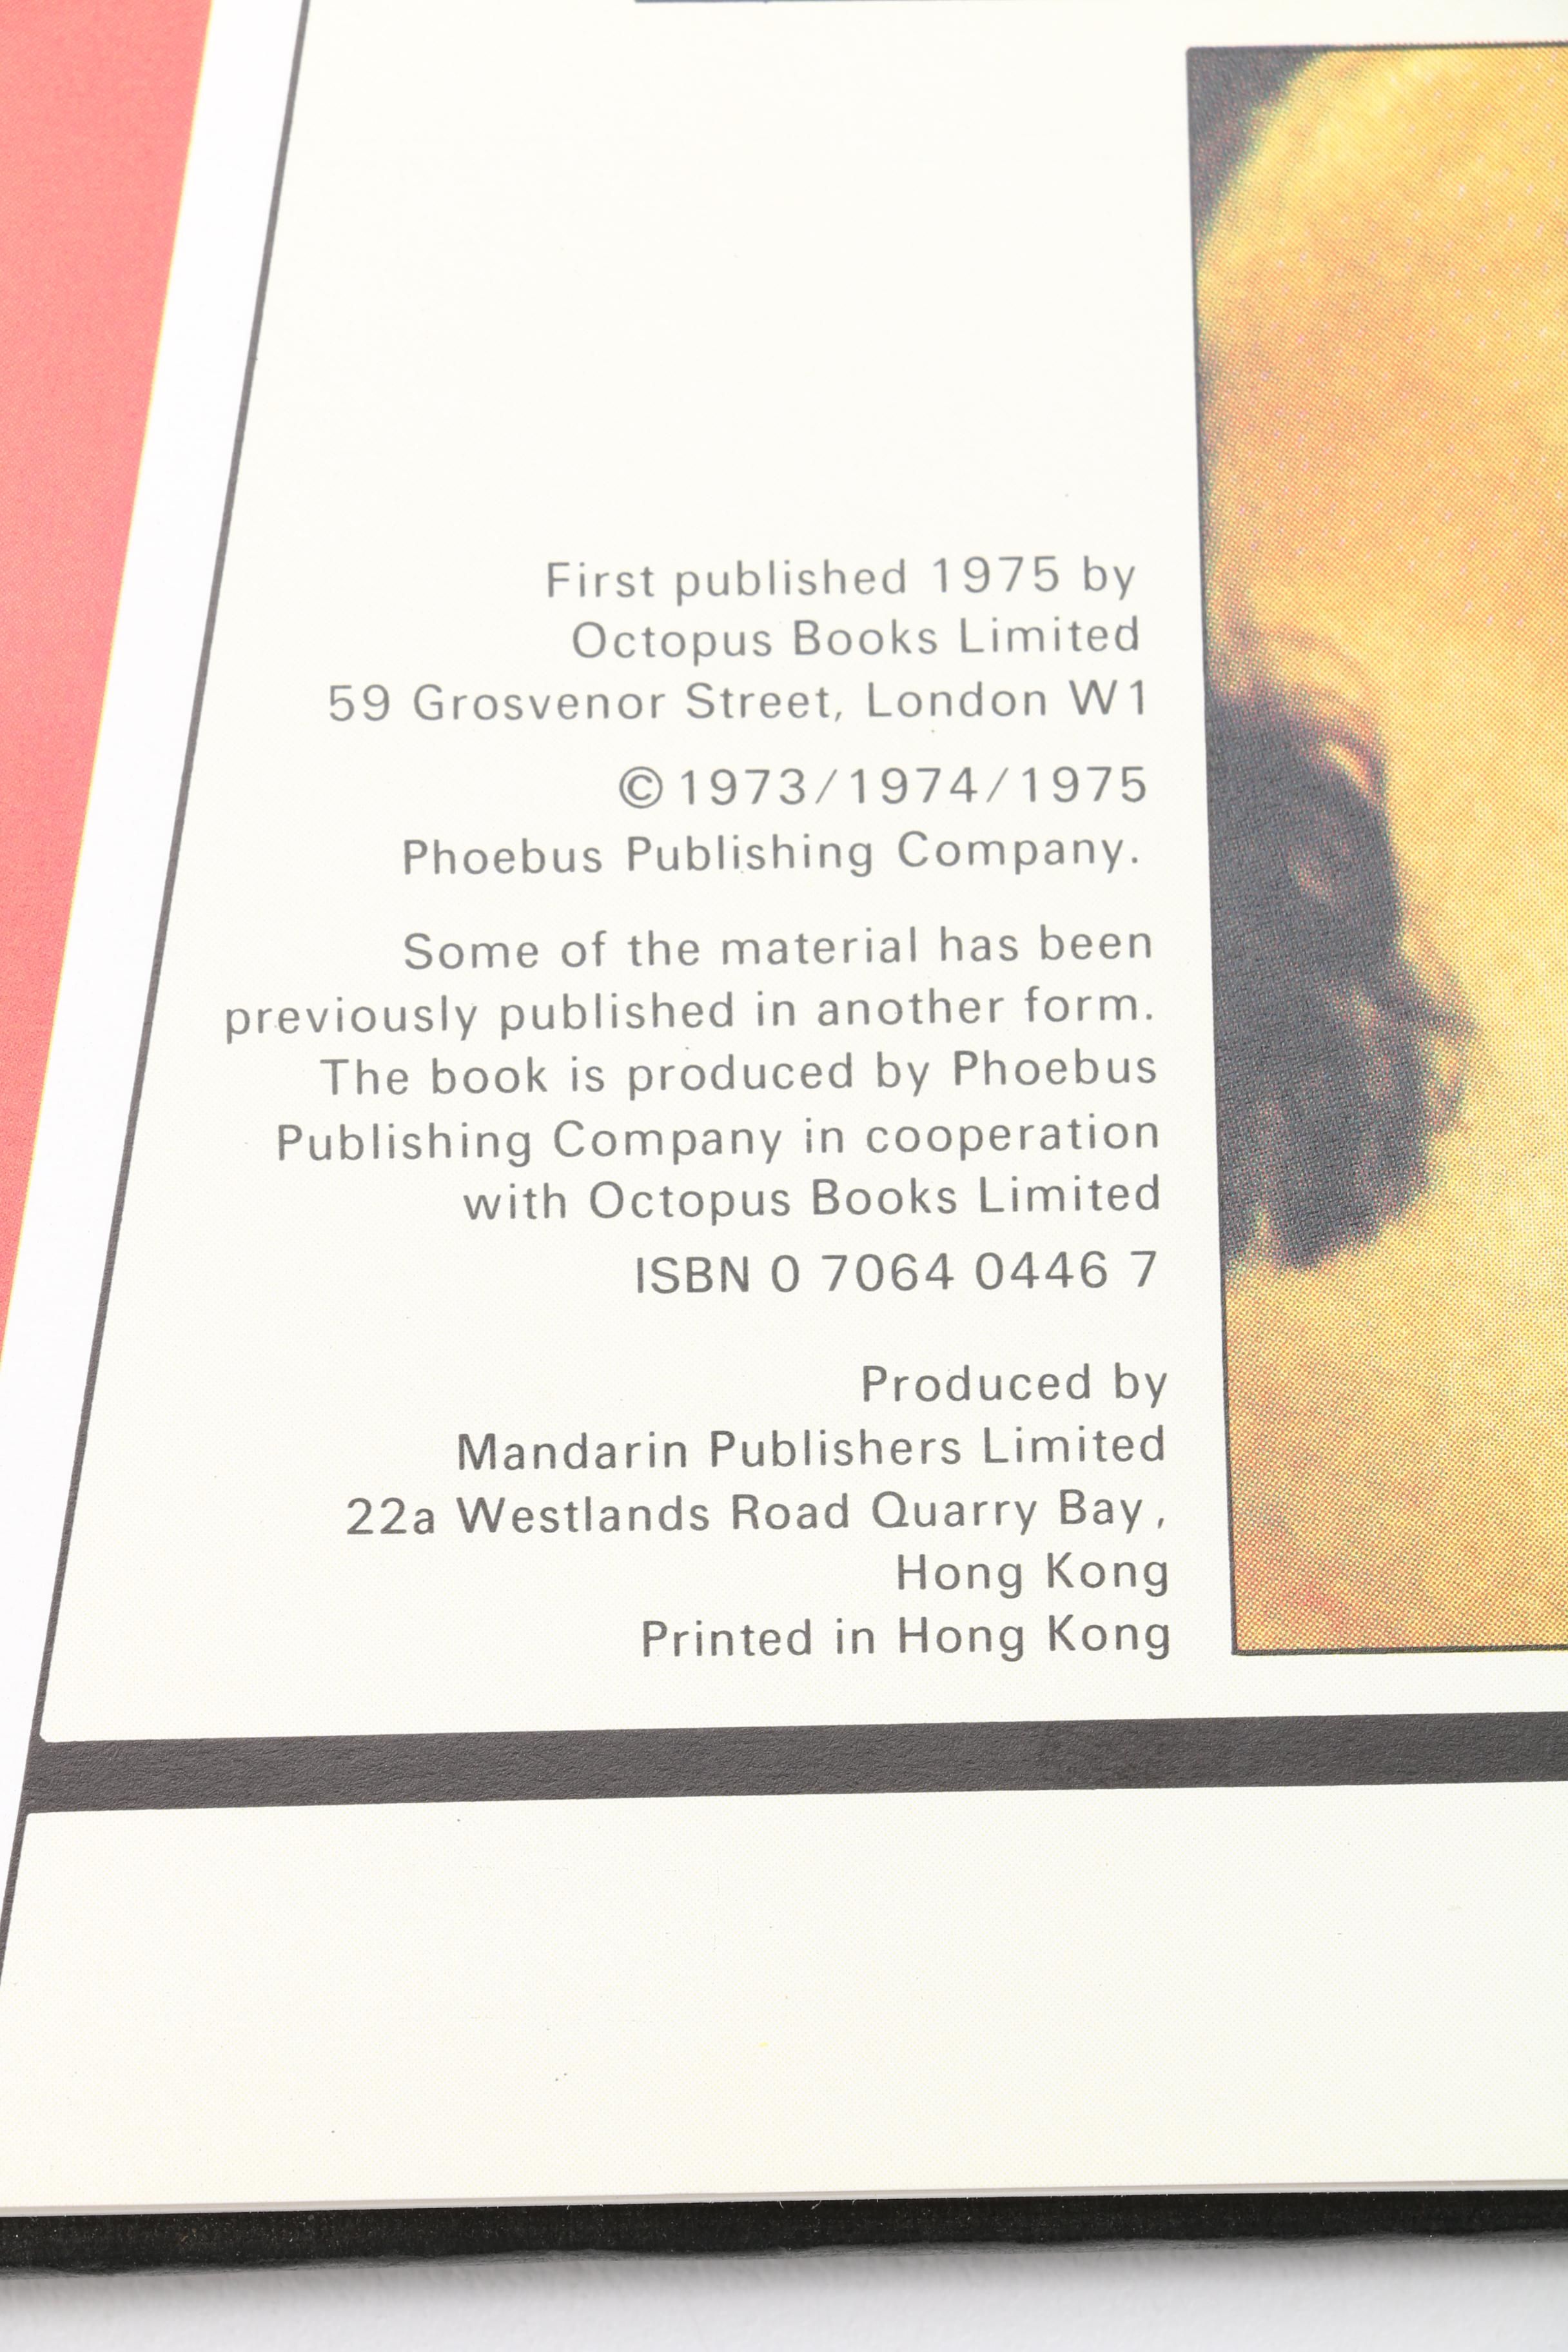 First published 1975 by
Octopus Books Limited
59 Grosvenor Street, London W1
© 1973/1974/1975
Phoebus Publishing Company.
Some of the material has been
previously published in another form.
The book is produced by Phoebus
Publishing Company in cooperation
with Octopus Books Limited
ISBN 0 7064 0446 7
Produced by
Mandarin Publishers Limited
22a Westlands Road Quarry Bay,
Hong Kong
Printed in Hong Kong